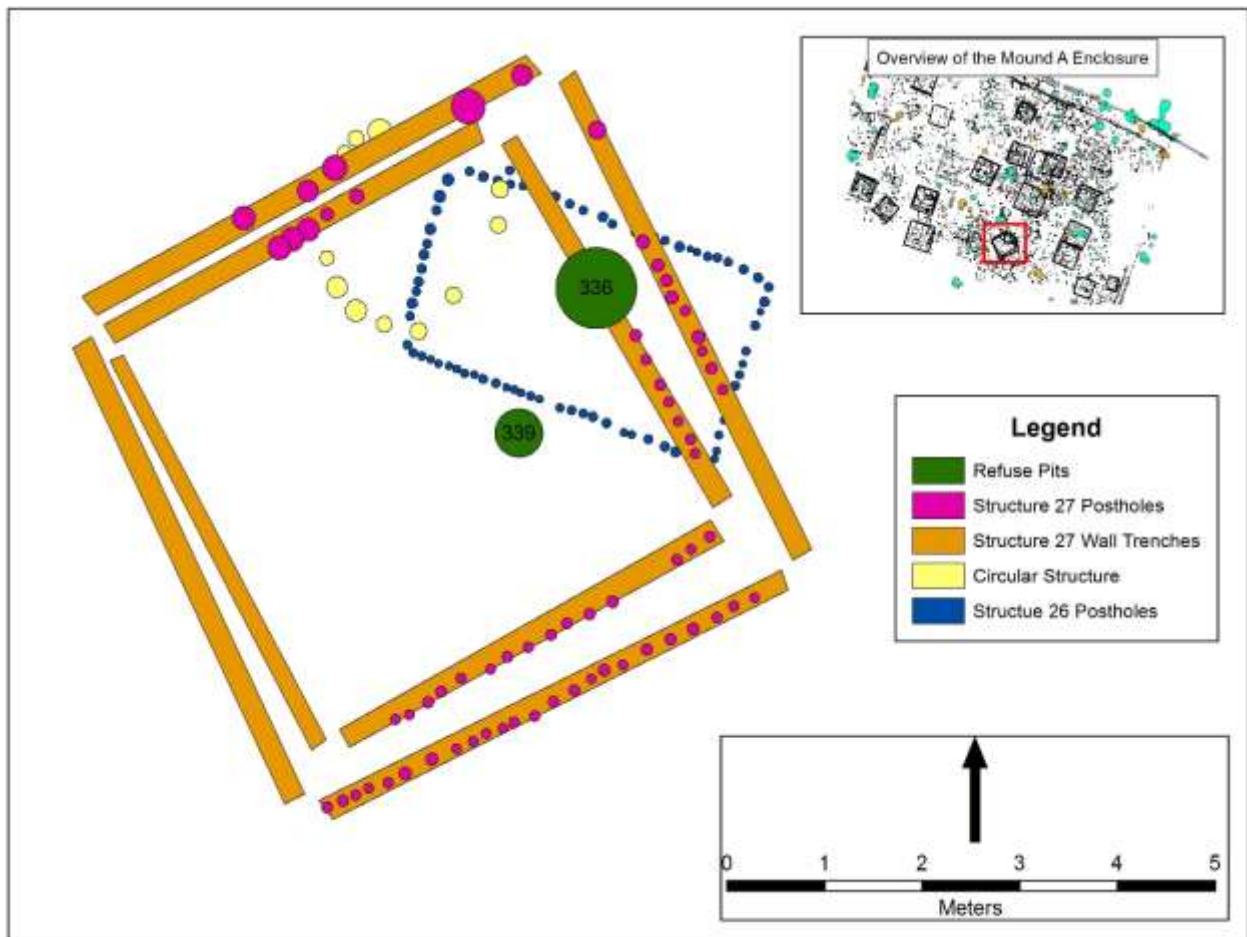 Overview of the Mound A Enclosure
336
339
Legend
Refuse Pits
Structure 27 Postholes
Structure 27 Wall Trenches
Circular Structure
Structue 26 Postholes
0 1 2 3 4 5
Meters